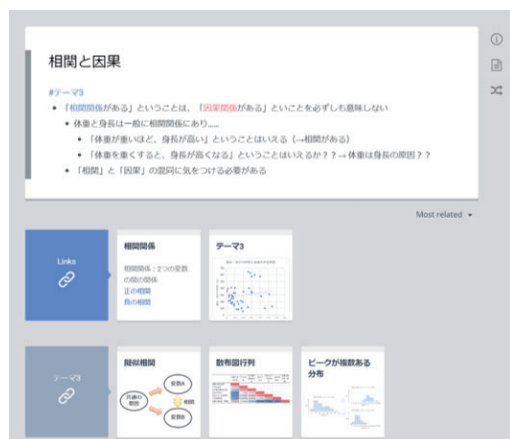 相関と因果
#テーマ3
「相関関係がある」ということは、「因果関係がある」といことを必ずしも意味しない
体重と身長は一般に相関関係にあり……
「体重が重いほど、身長が高い」ということはいえる（→相関がある）
「体重を重くすると、身長が高くなる」ということはいえるか？？→ 体重は身長の原因？？
「相関」と「因果」の混同に気をつける必要がある
Most related
Links
相関関係
相関関係：2つの変数
の間の関係
正の相関
負の相関
テーマ3
テーマ3
疑似相関
共通の
要因
変数A
相関
変数B
散布図行列
ピークが複数ある
分布